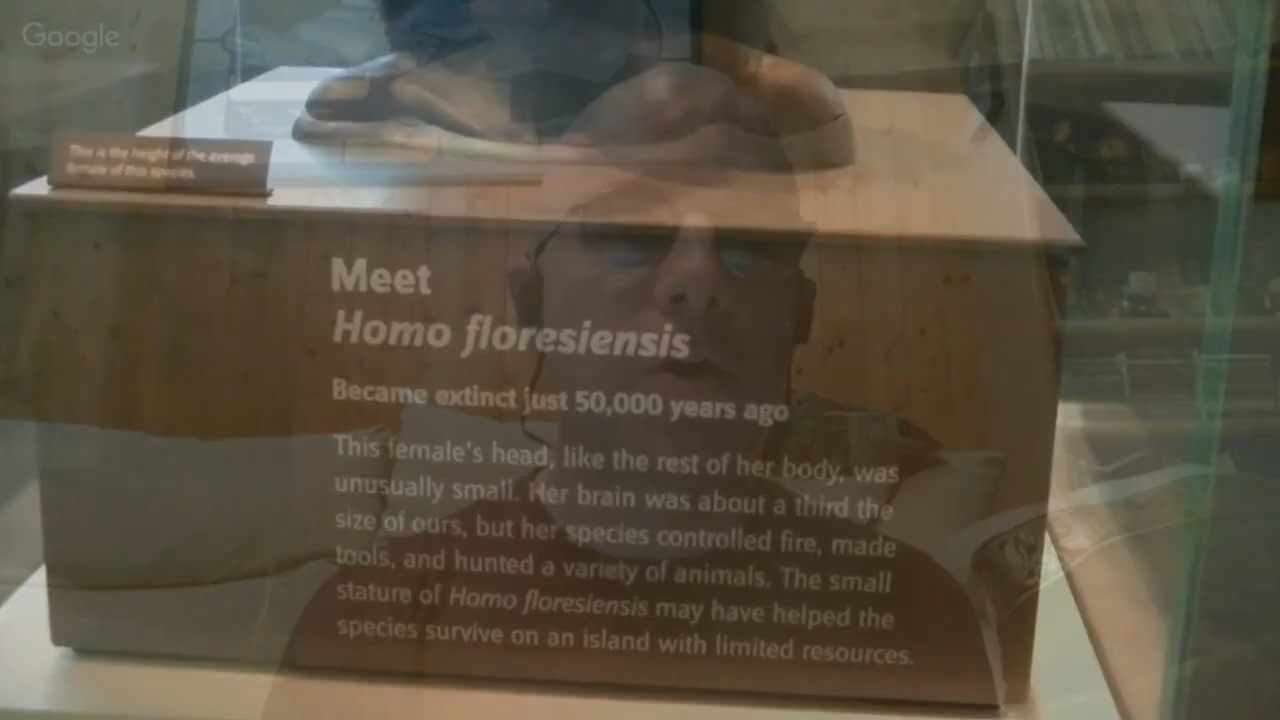 Google
This is the height of the average
female of this species.
Meet
Homo floresiensis
Became extinct just 50,000 years ago
This female's head, like the rest of her body, was
unusually small. Her brain was about a third the
size of ours, but her species controlled fire, made
tools, and hunted a variety of animals. The small
stature of Homo floresiensis may have helped the
species survive on an island with limited resources.